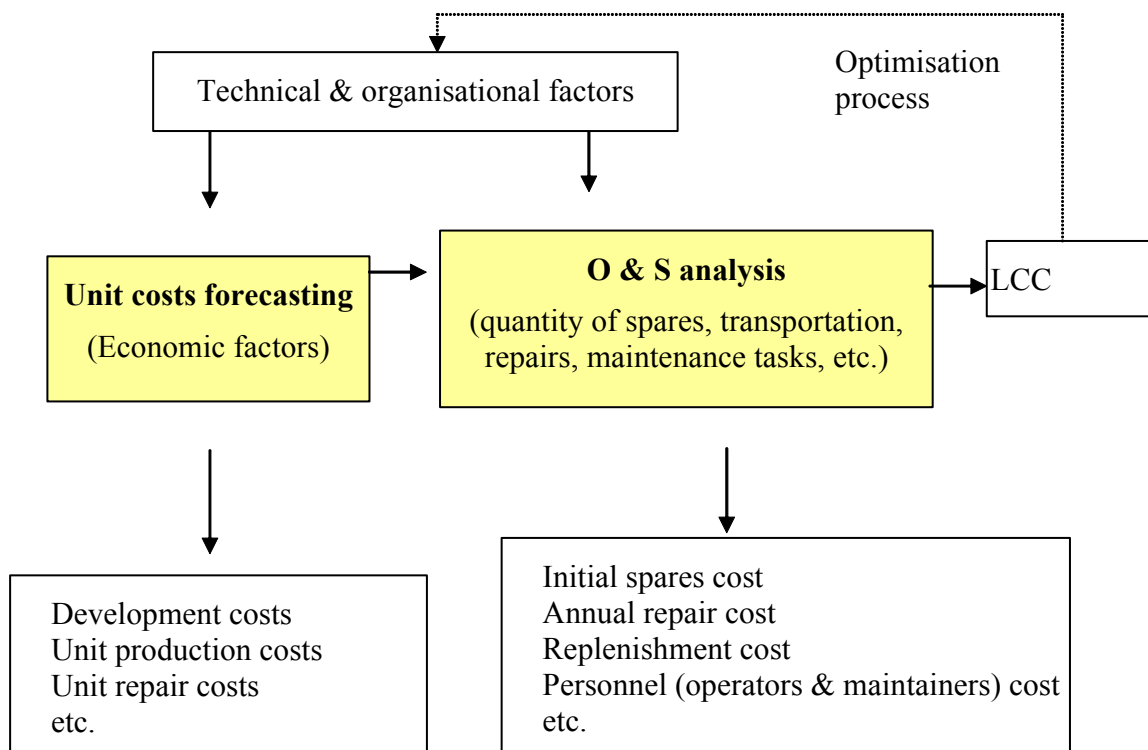 Technical & organisational factors
Optimisation
process
Unit costs forecasting
(Economic factors)
O & S analysis
(quantity of spares, transportation,
repairs, maintenance tasks, etc.)
LCC
Development costs
Unit production costs
Unit repair costs
etc.
Initial spares cost
Annual repair cost
Replenishment cost
Personnel (operators & maintainers) cost
etc.